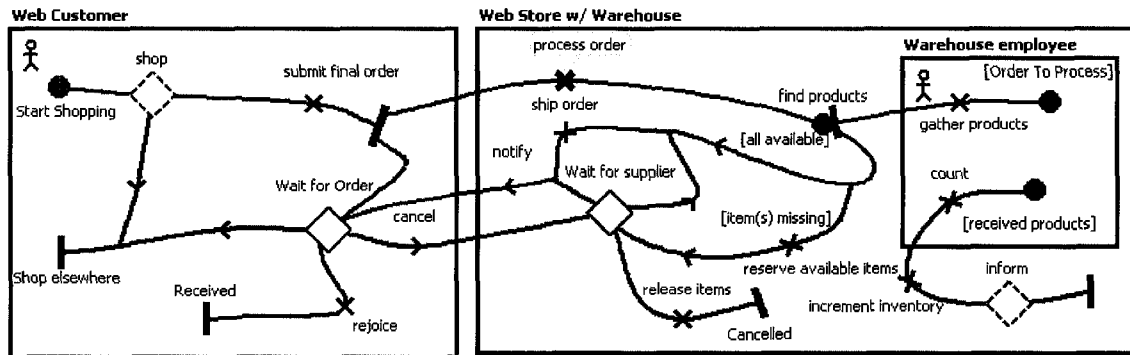 Web Customer
Web Store w/ Warehouse
process order
Warehouse employee
shop
submit final order
[Order To Process]
Start Shopping
ship order
find products
gather products
notify
[all available]
Wait for Order
Wait for supplier
count
cancel
[item(s) missing]
[received products]
Shop elsewhere
reserve available items
inform
Received
release items
increment inventory
rejoice
Cancelled